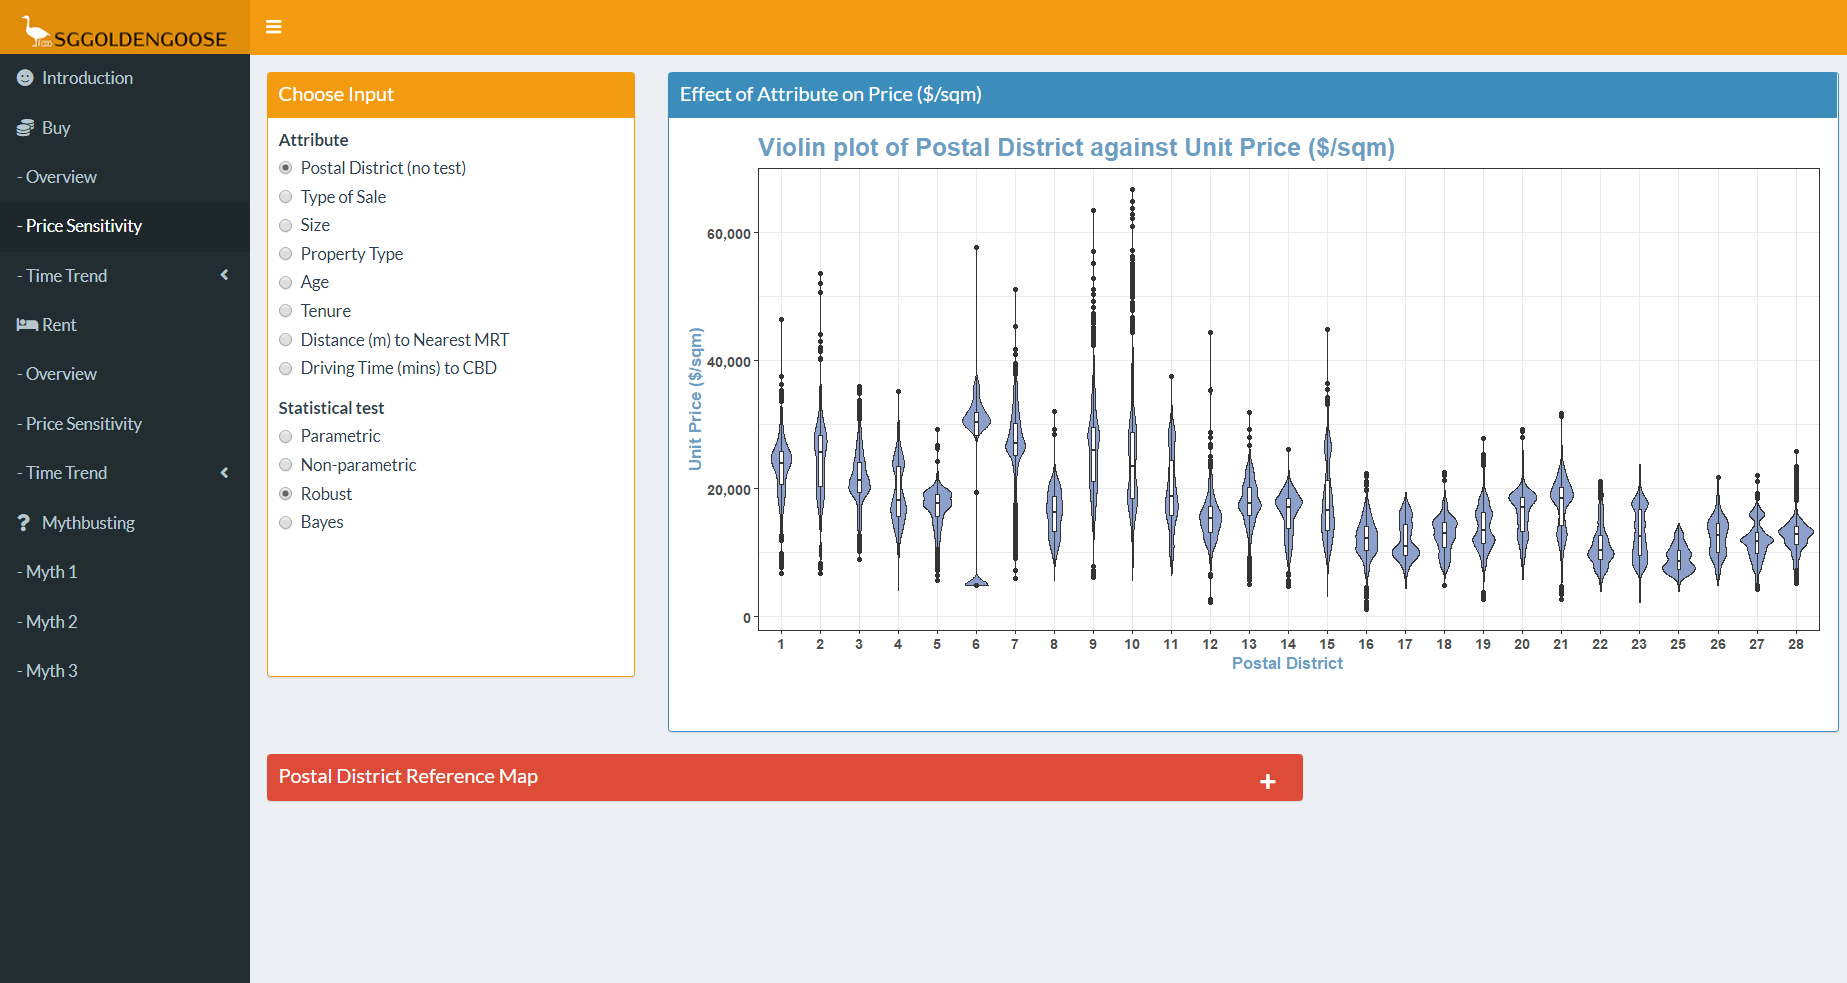 SGGOLDENGOOSE
Introduction
Buy
- Overview
- Price Sensitivity
- Time Trend
Rent
- Overview
- Price Sensitivity
- Time Trend
Mythbusting
- Myth 1
- Myth 2
- Myth 3
Choose Input
Attribute
Postal District (no test)
Type of Sale
Size
Property Type
Age
Tenure
Distance (m) to Nearest MRT
Driving Time (mins) to CBD
Statistical test
Parametric
Non-parametric
Robust
Bayes
Effect of Attribute on Price ($/sqm)
Violin plot of Postal District against Unit Price ($/sqm)
Unit Price ($/sqm)
60,000
40,000
20,000
0
1 2 3 4 5 6 7 8 9 10 11 12 13 14 15 16 17 18 19 20 21 22 23 25 26 27 28
Postal District
Postal District Reference Map